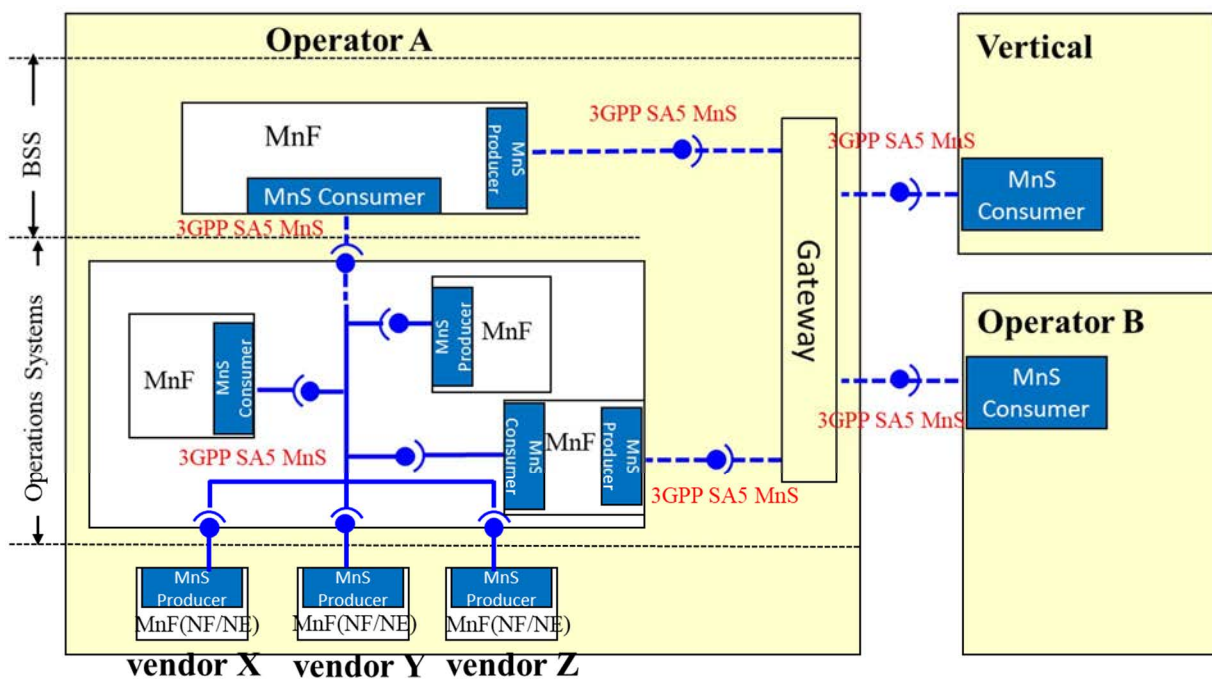 Operator A
Vertical
BSS
MnF
MnS
Producer
MnS Consumer
3GPP SA5 MnS
3GPP SA5 MnS
3GPP SA5 MnS
MnS
Consumer
Gateway
Operations Systems
MnF
MnS
Consumer
MnS
Producer
MnF
3GPP SA5 MnS
MnS
Consumer
MnF
MnS
Producer
3GPP SA5 MnS
Operator B
MnS
Consumer
3GPP SA5 MnS
MnS
Producer
MnF(NF/NE)
vendor X
MnS
Producer
MnF(NF/NE)
vendor Y
MnS
Producer
MnF(NF/NE)
vendor Z